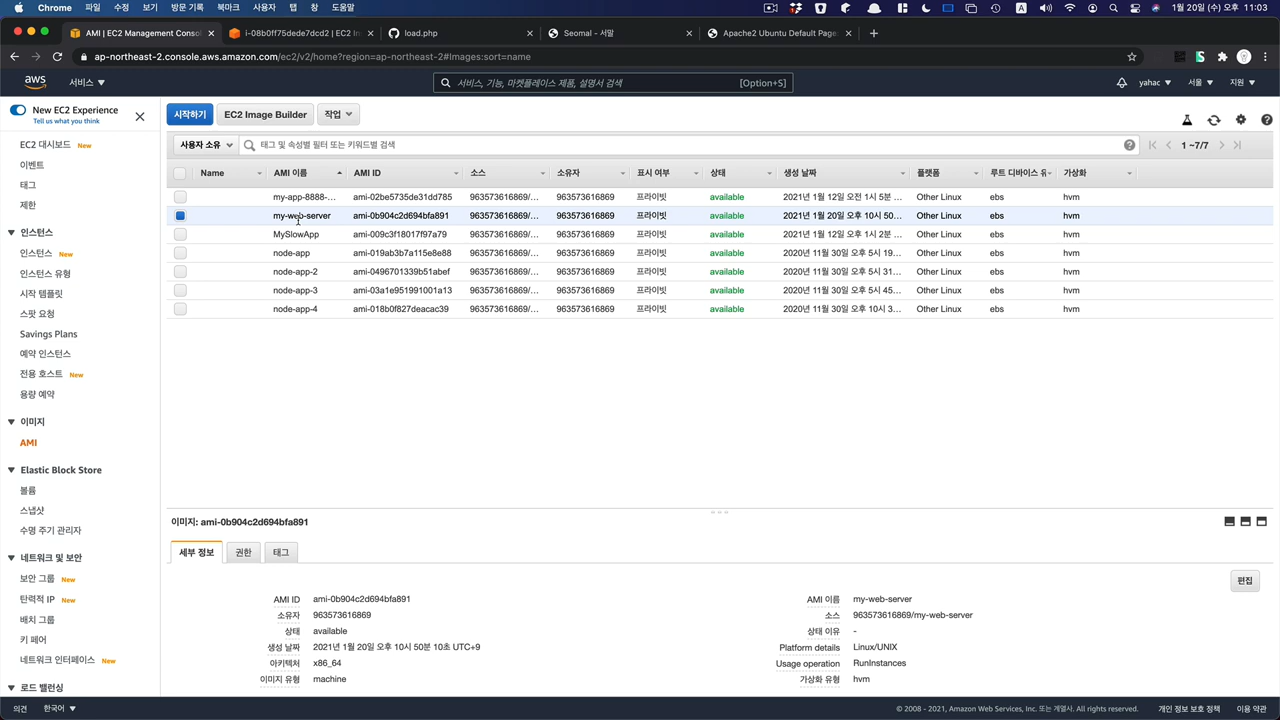 Chrome 파일 수정 보기 방문 기록 북마크 사용자 탭 창 도움말 1월 20일 (수) 오후 11:03
AMI | EC2 Management Consol × i-08b0ff75dede7dcd2 | EC2 In × load.php × Seomal - 서말 × Apache2 Ubuntu Default Page: × +
ap-northeast-2.console.aws.amazon.com/ec2/v2/home?region=ap-northeast-2#Images:sort=name
aws 서비스 서비스, 기능, 마켓플레이스 제품, 설명서 검색 [Option+S] yahac 서울 지원
New EC2 Experience
Tell us what you think
EC2 대시보드 New
이벤트
태그
제한
인스턴스
인스턴스 New
인스턴스 유형
시작 템플릿
스팟 요청
Savings Plans
예약 인스턴스
전용 호스트 New
용량 예약
이미지
AMI
Elastic Block Store
볼륨
스냅샷
수명 주기 관리자
네트워크 및 보안
보안 그룹 New
탄력적 IP New
배치 그룹
키 페어
네트워크 인터페이스 New
로드 밸런싱
시작하기 EC2 Image Builder 작업
사용자 소유 태그 및 속성별 필터 또는 키워드별 검색 1 ~7/7
Name AMI 이름 AMI ID 소스 소유자 표시 여부 상태 생성 날짜 플랫폼 루트 디바이스 유 가상화
my-app-8888-... ami-02be5735de31dd785 963573616869/... 963573616869 프라이빗 available 2021년 1월 12일 오전 1시 5분 ... Other Linux ebs hvm
my-web-server ami-0b904c2d694bfa891 963573616869/... 963573616869 프라이빗 available 2021년 1월 20일 오후 10시 50... Other Linux ebs hvm
MySlowApp ami-009c3f18017f97a79 963573616869/... 963573616869 프라이빗 available 2021년 1월 12일 오후 1시 2분 ... Other Linux ebs hvm
node-app ami-019ab3b7a115e8e88 963573616869/... 963573616869 프라이빗 available 2020년 11월 30일 오후 5시 19... Other Linux ebs hvm
node-app-2 ami-0496701339b51abef 963573616869/... 963573616869 프라이빗 available 2020년 11월 30일 오후 5시 31... Other Linux ebs hvm
node-app-3 ami-03a1e951991001a13 963573616869/... 963573616869 프라이빗 available 2020년 11월 30일 오후 5시 45... Other Linux ebs hvm
node-app-4 ami-018b0f827deacac39 963573616869/... 963573616869 프라이빗 available 2020년 11월 30일 오후 10시 3... Other Linux ebs hvm
이미지: ami-0b904c2d694bfa891
세부 정보 권한 태그
편집
AMI ID ami-0b904c2d694bfa891 AMI 이름 my-web-server
소유자 963573616869 소스 963573616869/my-web-server
상태 available 상태 이유 -
생성 날짜 2021년 1월 20일 오후 10시 50분 10초 UTC+9 Platform details Linux/UNIX
아키텍처 x86_64 Usage operation RunInstances
이미지 유형 machine 가상화 유형 hvm
의견 한국어 © 2008 - 2021, Amazon Web Services, Inc. 또는 계열사. All rights reserved. 개인 정보 보호 정책 이용 약관